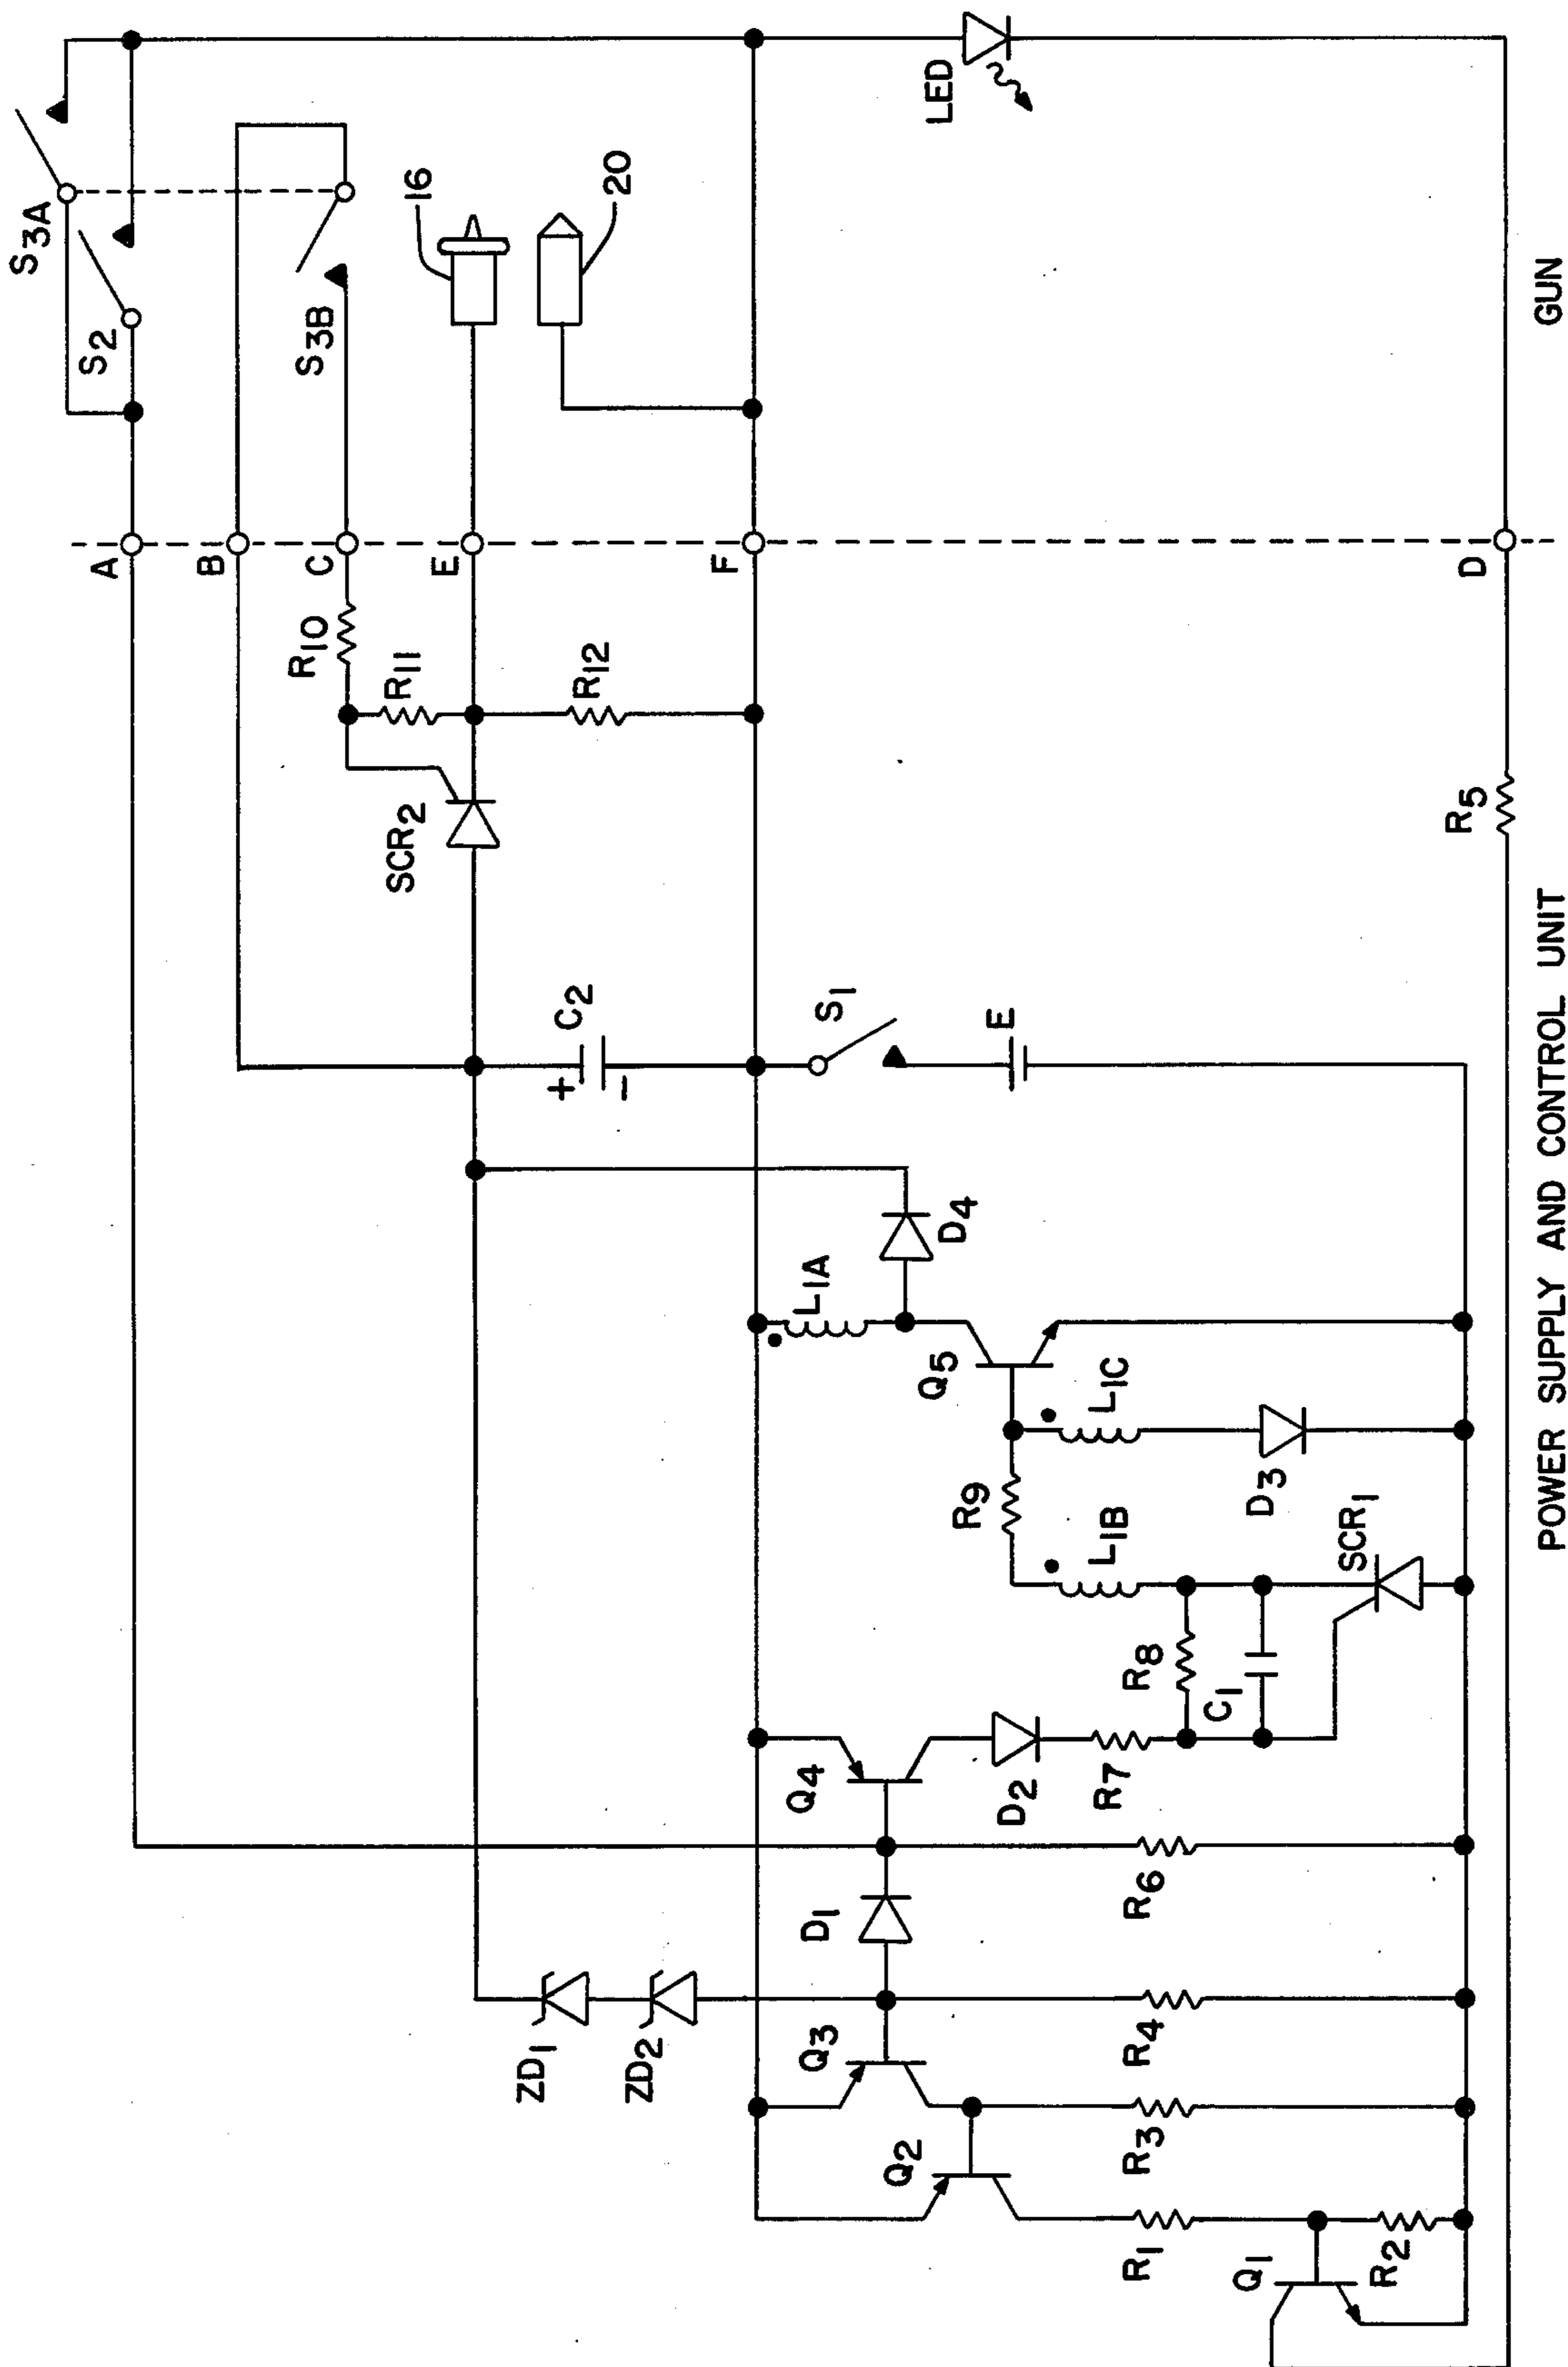 S3A
S2
S3B
16
20
LED
A
B
C
E
F
D
GUN
R10
R11
R12
SCR2
R5
C2
+
−
S1
E
D4
L1A
Q5
L1C
D3
R9
L1B
SCR1
R8
C1
Q4
D2
R7
R6
D1
ZD1
ZD2
Q3
R4
Q2
R3
R1
Q1
R2
POWER SUPPLY AND CONTROL UNIT